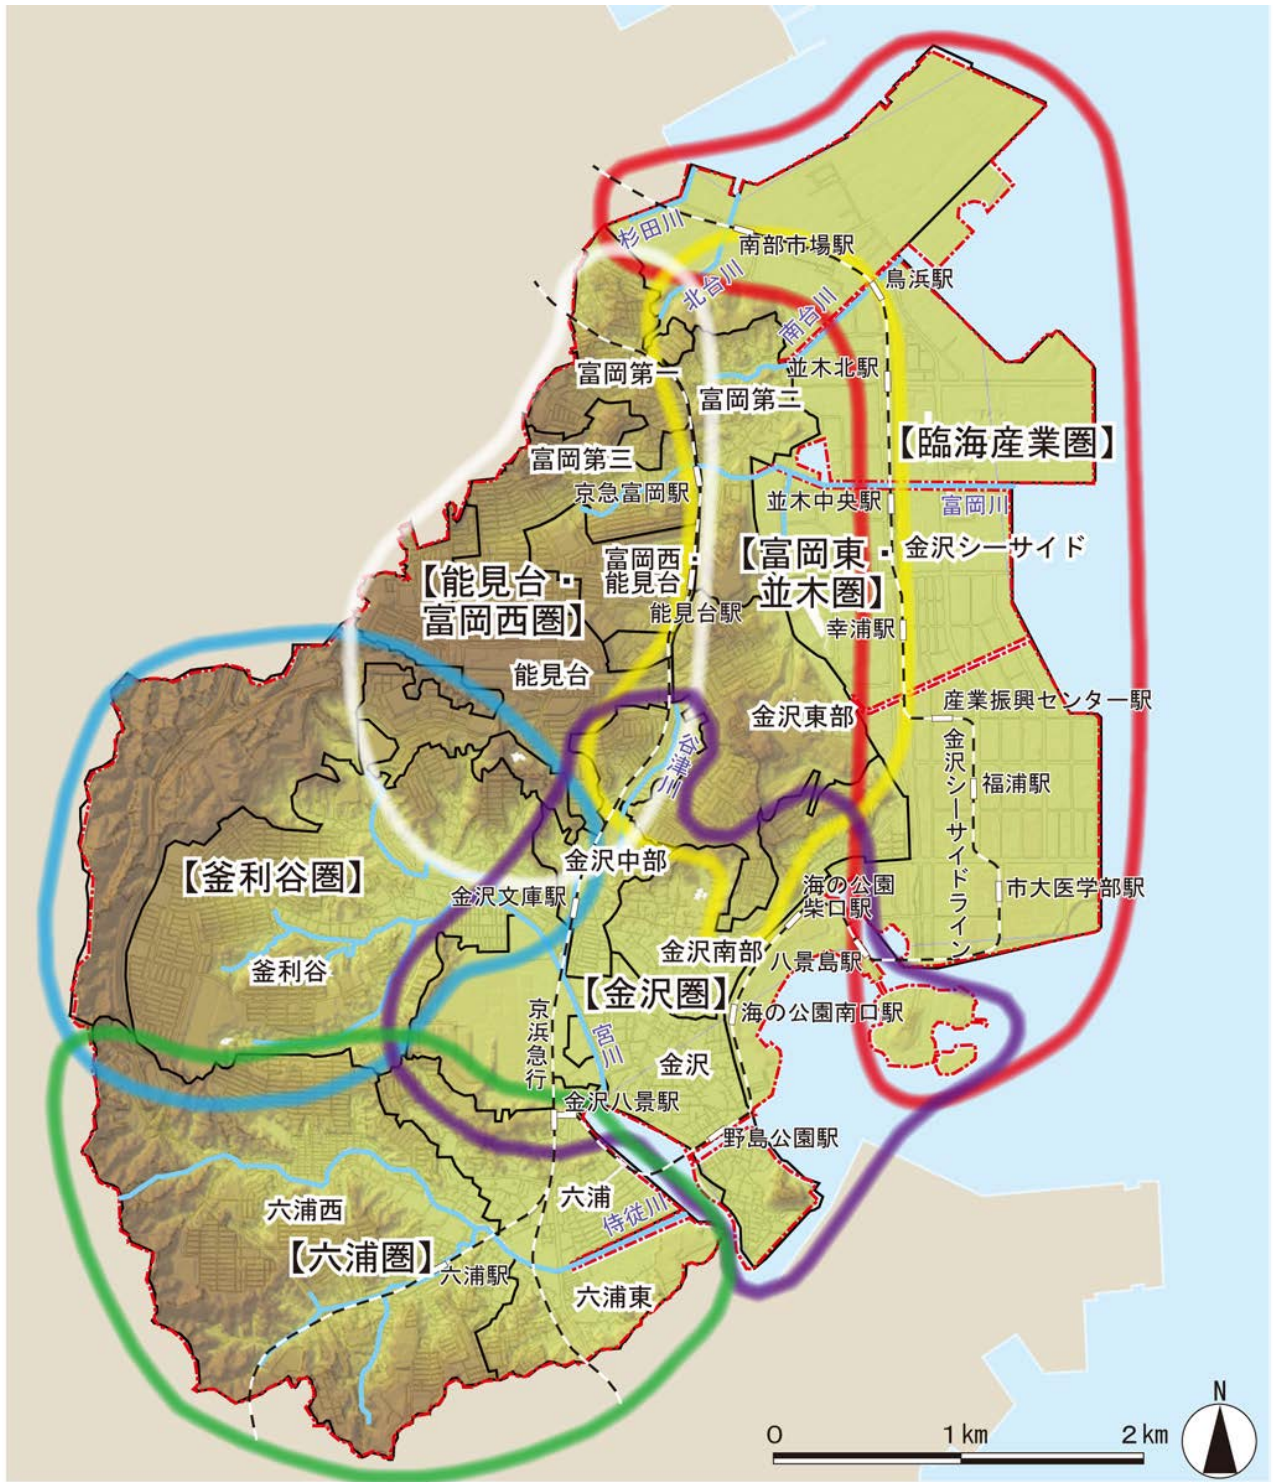 杉田川
南部市場駅
北台川
鳥浜駅
南台川
富岡第一
並木北駅
富岡第二
【臨海産業圏】
富岡第三
京急富岡駅
並木中央駅
富岡川
富岡西・
能見台
【富岡東・
並木圏】
金沢シーサイド
【能見台・
富岡西圏】
能見台駅
幸浦駅
能見台
金沢東部
産業振興センター駅
谷津川
金沢シーサイドライン
福浦駅
金沢中部
【釜利谷圏】
金沢文庫駅
海の公園
柴口駅
市大医学部駅
釜利谷
金沢南部
八景島駅
【金沢圏】
海の公園南口駅
京浜急行
宮川
金沢
金沢八景駅
野島公園駅
六浦
六浦西
侍従川
【六浦圏】
六浦駅
六浦東
N
0 1km 2km